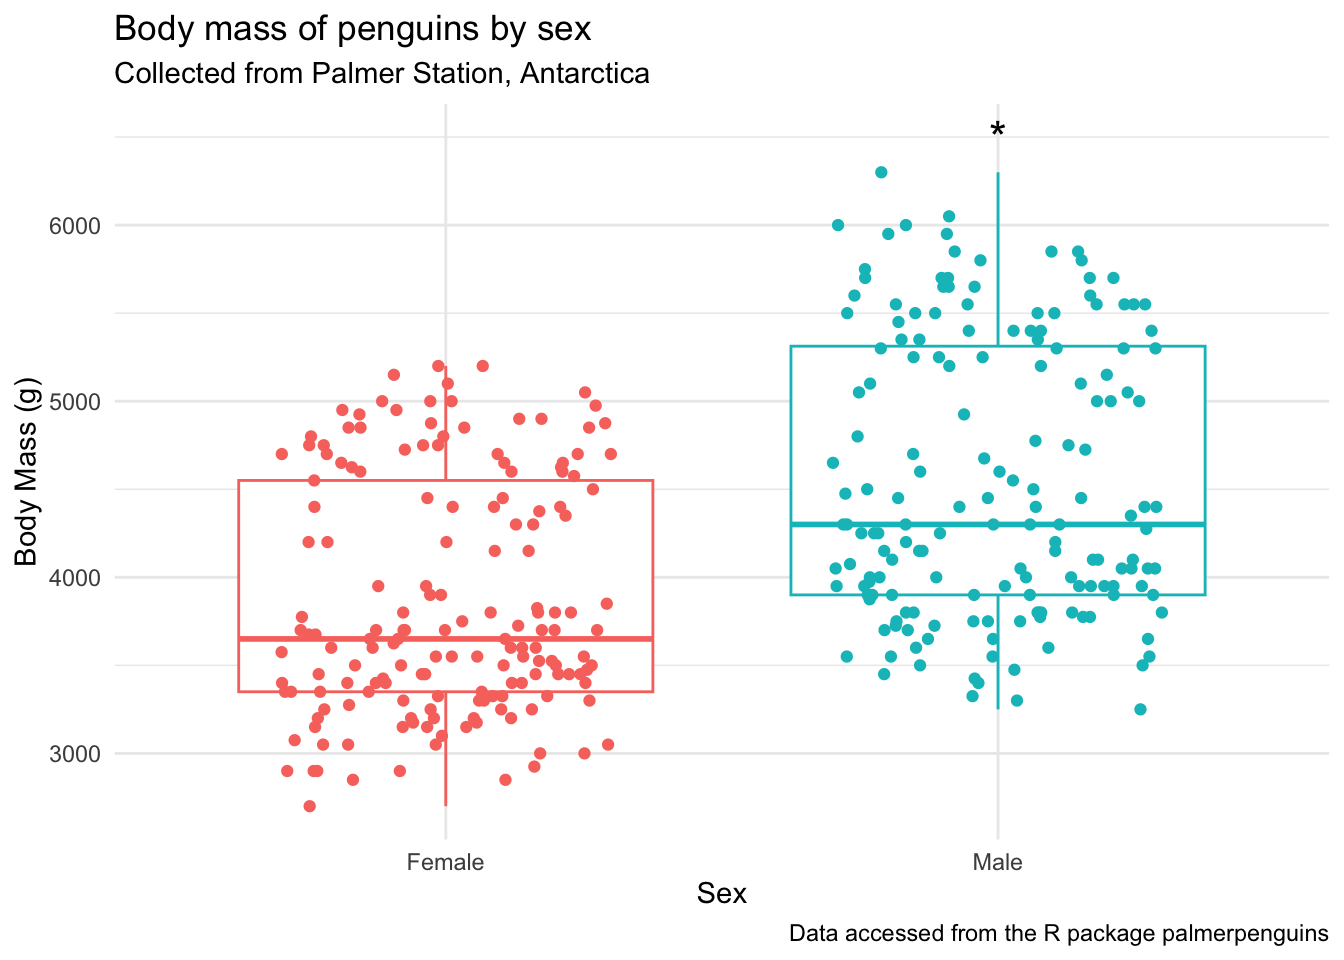 Body mass of penguins by sex
Collected from Palmer Station, Antarctica
*
6000
5000
4000
3000
Body Mass (g)
Female
Male
Sex
Data accessed from the R package palmerpenguins